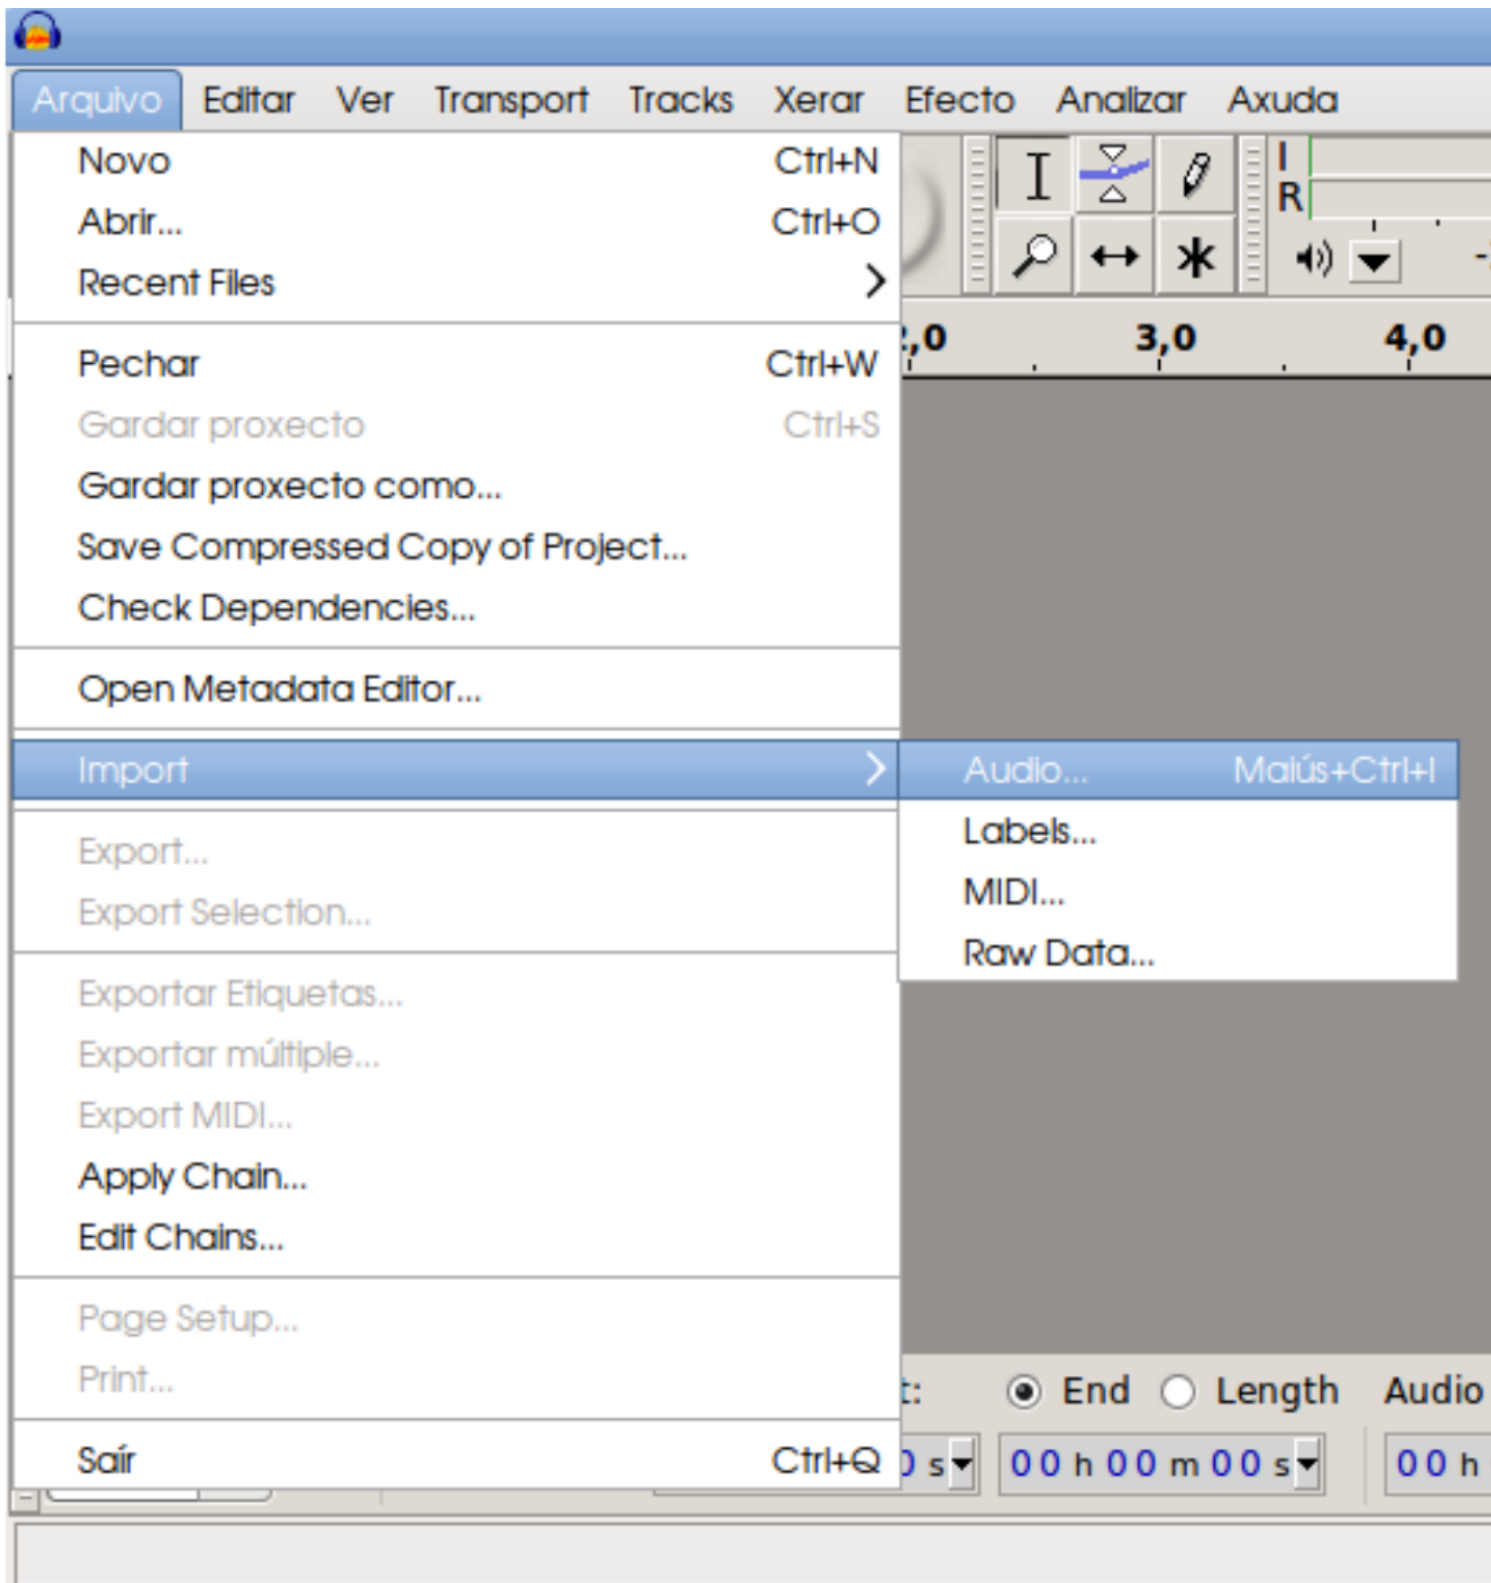 Arquivo Editar Ver Transport Tracks Xerar Efecto Analizar Axuda
Novo Ctrl+N
Abrir... Ctrl+O
Recent Files
Pechar Ctrl+W
Gardar proxecto Ctrl+S
Gardar proxecto como...
Save Compressed Copy of Project...
Check Dependencies...
Open Metadata Editor...
Import
Export...
Export Selection...
Exportar Etiquetas...
Exportar múltiple...
Export MIDI...
Apply Chain...
Edit Chains...
Page Setup...
Print...
Saír Ctrl+Q
Audio... Maiús+Ctrl+I
Labels...
MIDI...
Raw Data...
I
R
,0 3,0 4,0
t: End Length Audio
0 s 00 h 00 m 00 s 00 h